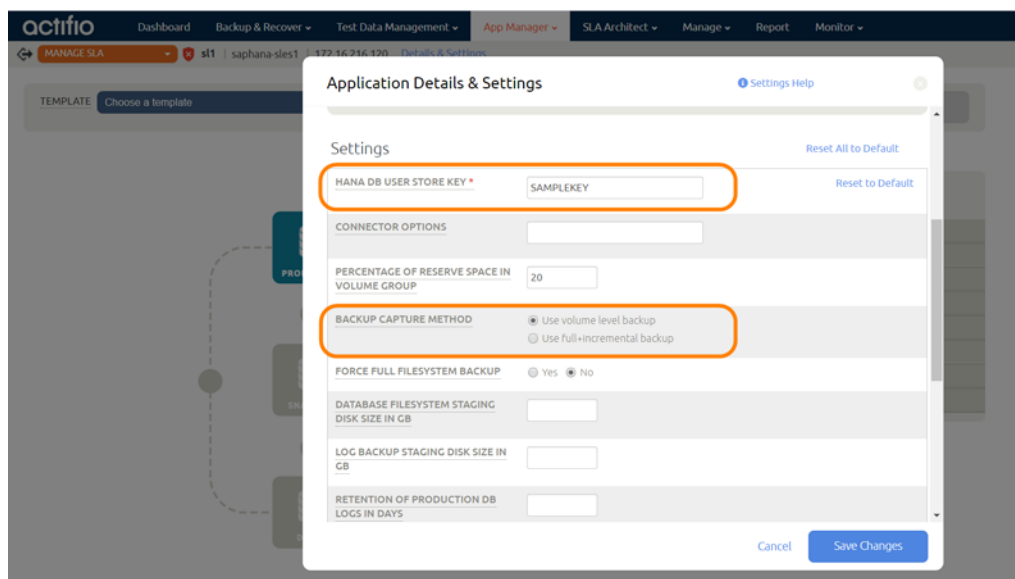 actifio
Dashboard Backup & Recover Test Data Management App Manager SLA Architect Manage Report Monitor
MANAGE SLA sl1 | saphana-sles1 | 172.16.216.120 Details & Settings
TEMPLATE Choose a template
Application Details & Settings
Settings Help
Settings
Reset All to Default
HANA DB USER STORE KEY *
SAMPLEKEY
Reset to Default
CONNECTOR OPTIONS
PERCENTAGE OF RESERVE SPACE IN
VOLUME GROUP
20
BACKUP CAPTURE METHOD
Use volume level backup
Use full+incremental backup
FORCE FULL FILESYSTEM BACKUP
Yes No
DATABASE FILESYSTEM STAGING
DISK SIZE IN GB
LOG BACKUP STAGING DISK SIZE IN
GB
RETENTION OF PRODUCTION DB
LOGS IN DAYS
Cancel Save Changes